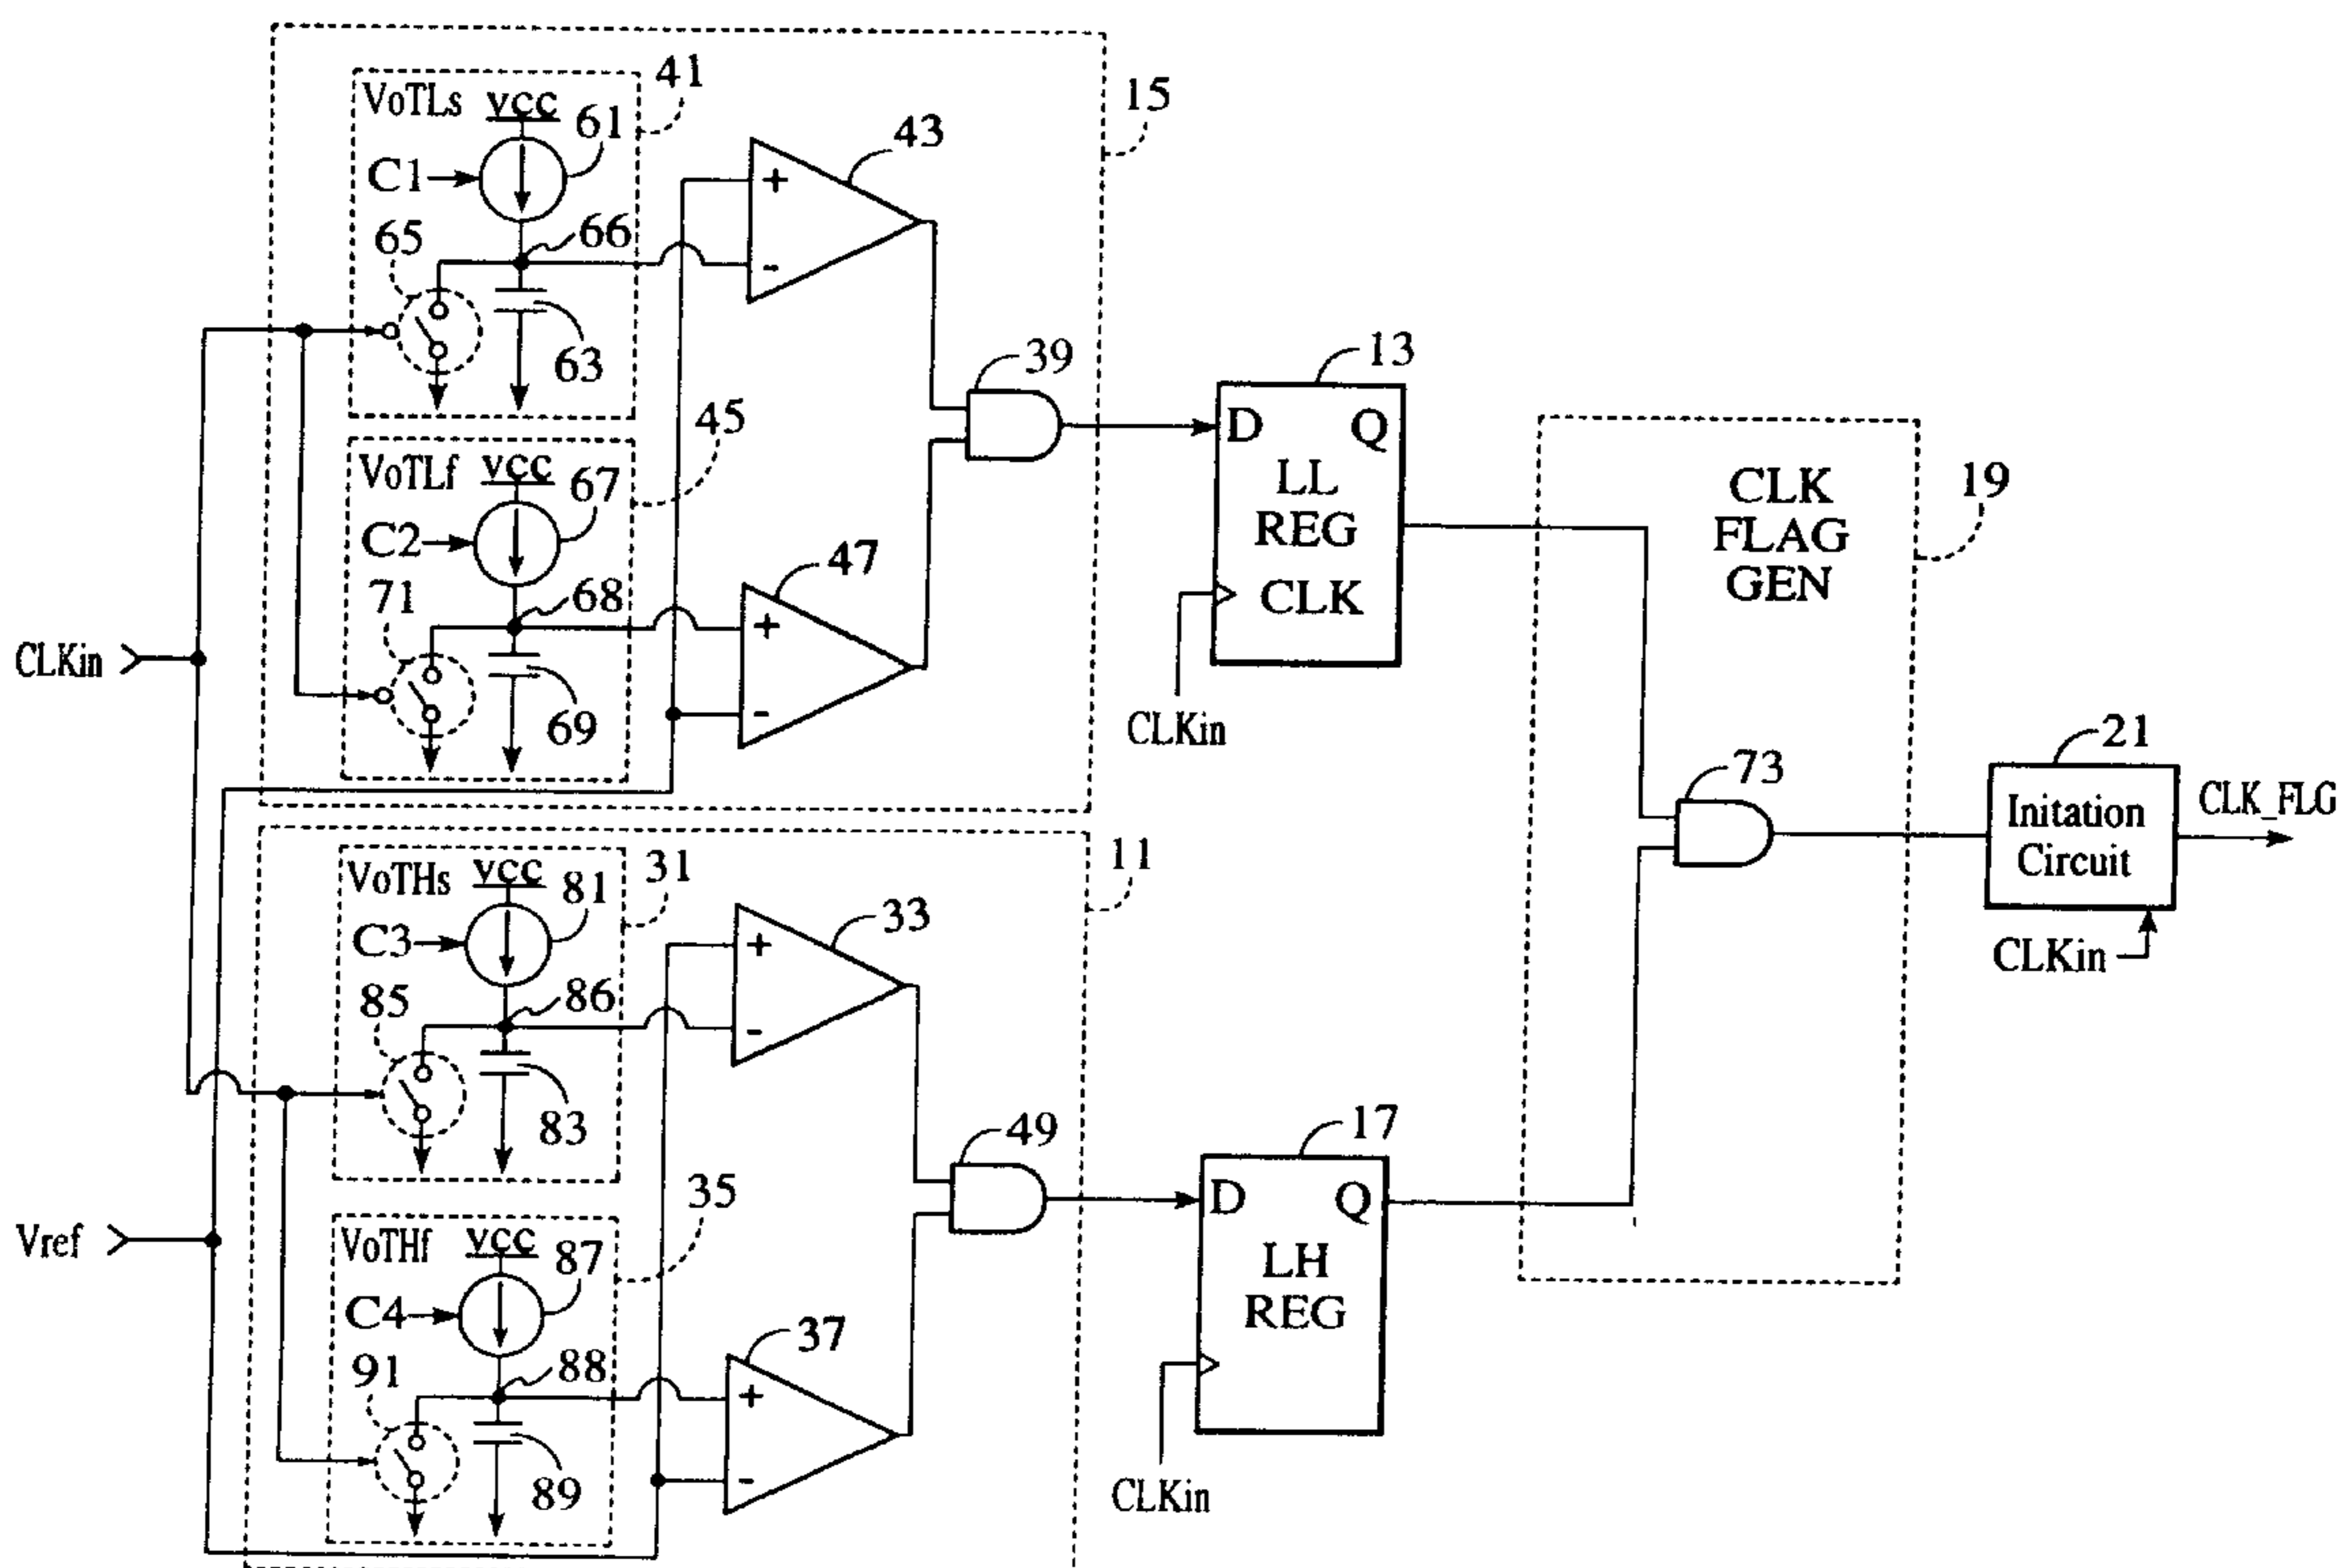 41
VoTLs
vcc
61
15
43
C1
+
65
66
-
63
39
13
45
D
Q
VoTLf
vcc
67
LL
REG
CLK
CLK
FLAG
GEN
19
C2
47
71
68
+
CLKin
69
-
CLKin
21
73
Initation
Circuit
CLK_FLG
CLKin
31
11
VoTHs
vcc
81
33
C3
+
85
86
-
83
49
17
35
D
Q
Vref
VoTHf
vcc
87
LH
REG
C4
37
91
88
+
89
-
CLKin